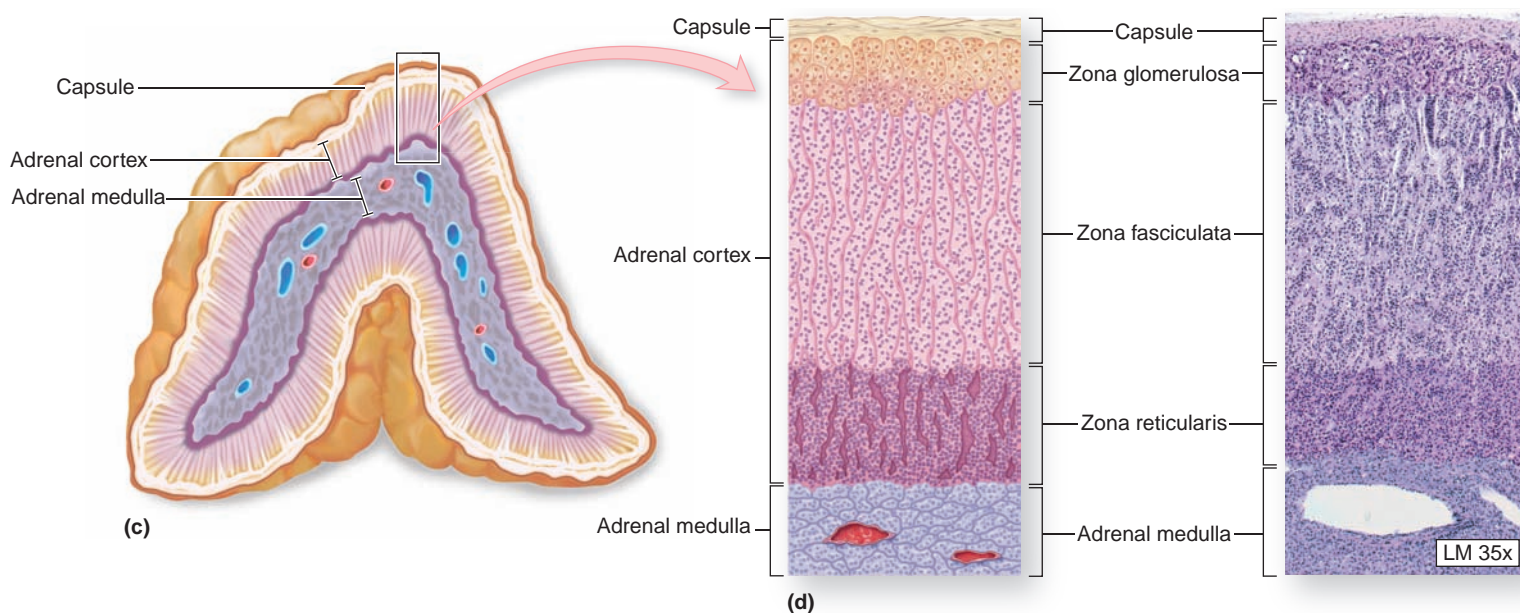 Capsule
Adrenal cortex
Adrenal medulla
(c)
Capsule
Adrenal cortex
Adrenal medulla
(d)
Capsule
Zona glomerulosa
Zona fasciculata
Zona reticularis
Adrenal medulla
LM 35x